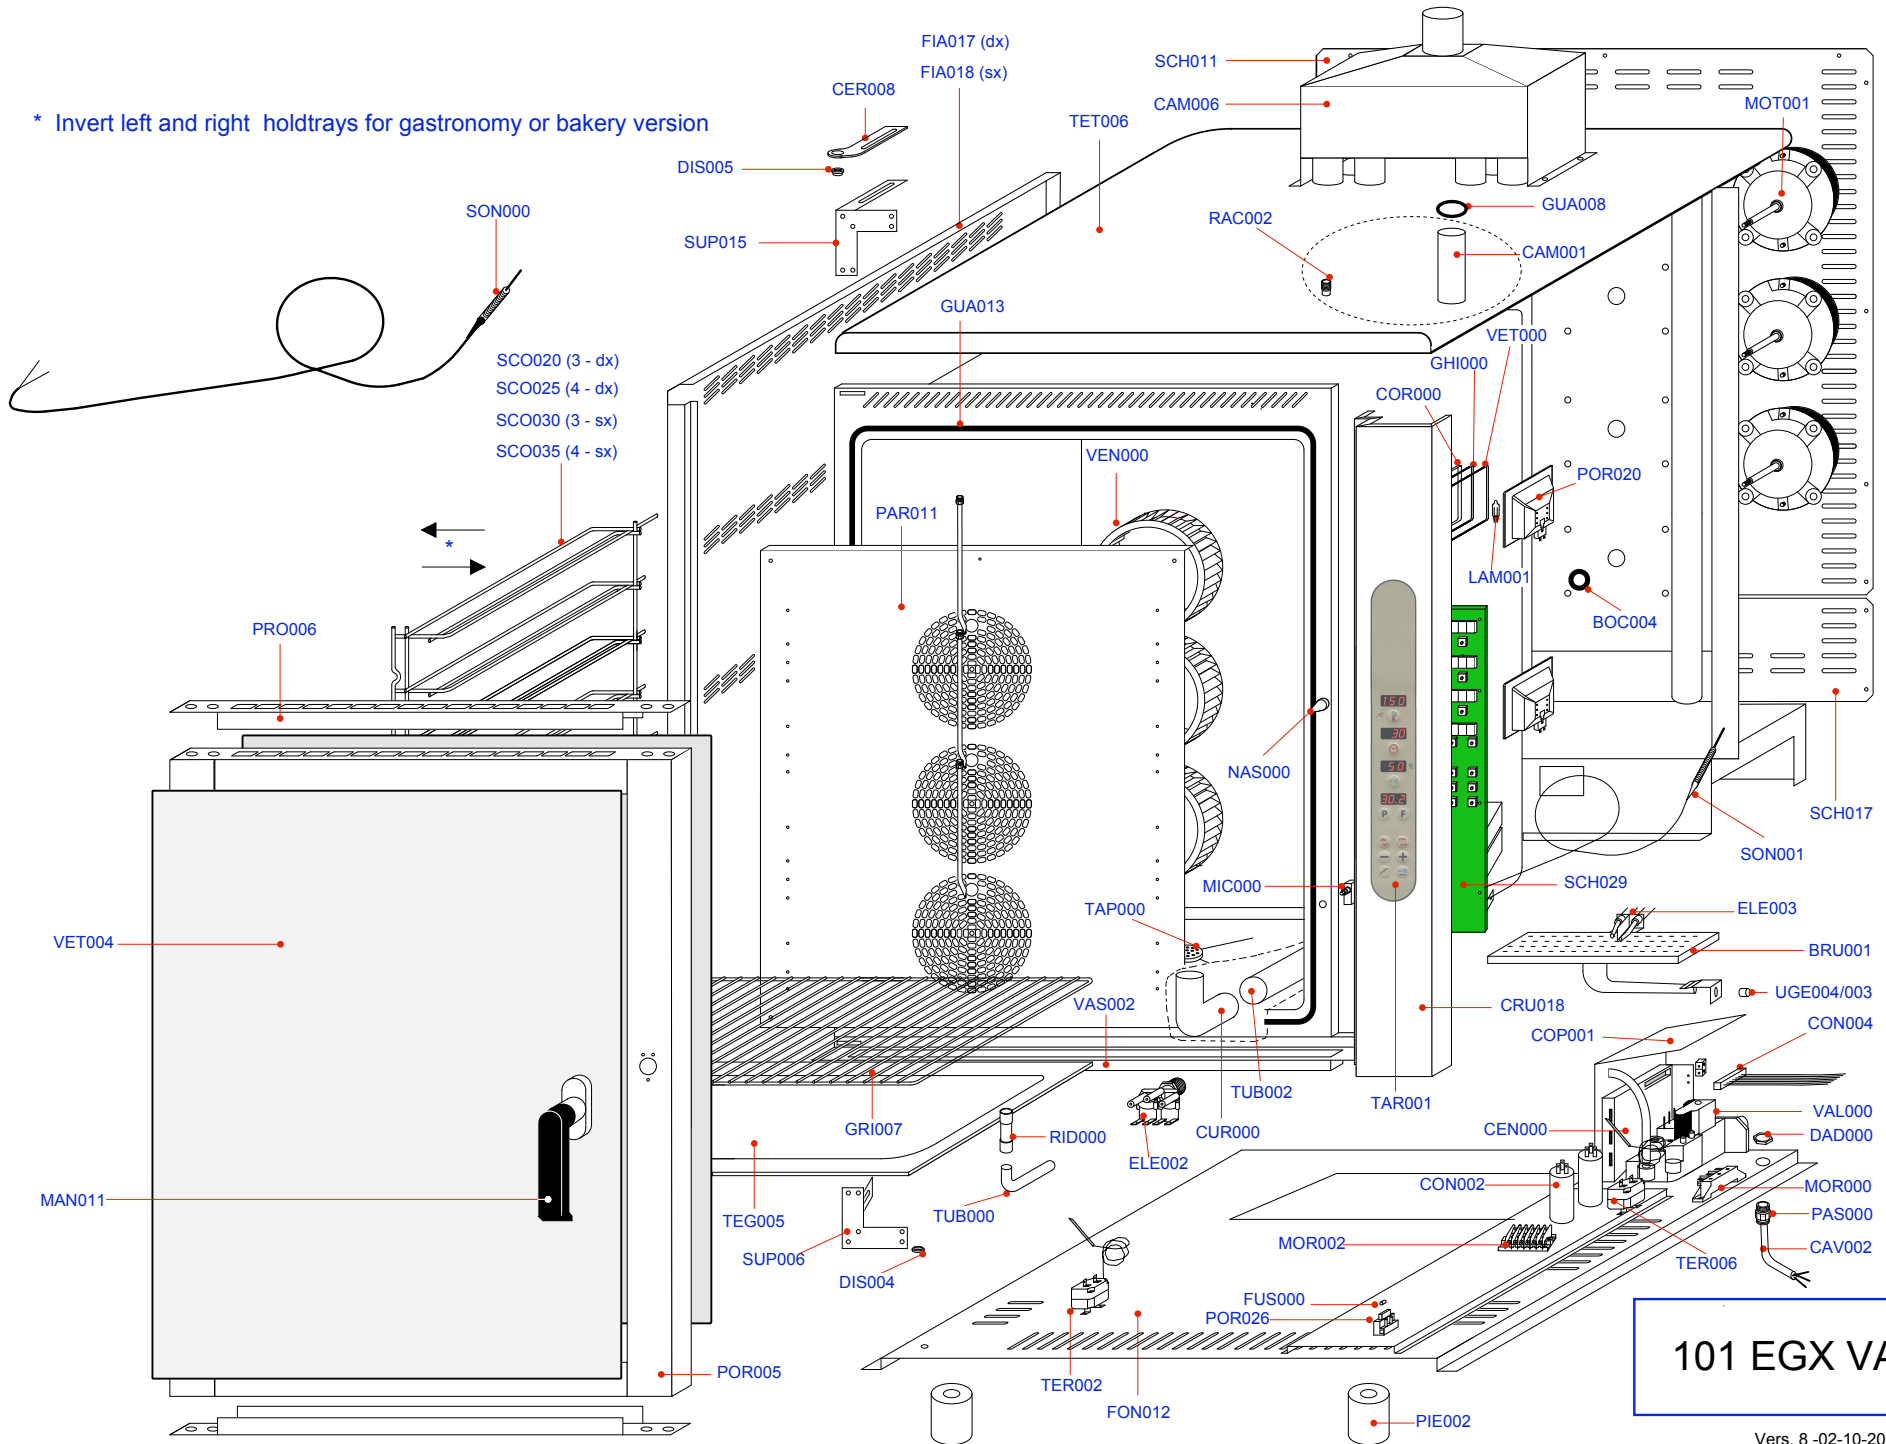 FIA017 (dx)
FIA018 (sx)
SCH011
CER008
CAM006
MOT001
* Invert left and right holdtrays for gastronomy or bakery version
TET006
DIS005
SON000
GUA008
RAC002
SUP015
CAM001
GUA013
VET000
SCO020 (3 - dx)
GHI000
SCO025 (4 - dx)
COR000
SCO030 (3 - sx)
SCO035 (4 - sx)
VEN000
POR020
PAR011
*
LAM001
BOC004
PRO006
150
30
NAS000
50
30.2
P F
SCH017
SON001
MIC000
SCH029
TAP000
ELE003
VET004
BRU001
UGE004/003
VAS002
CRU018
CON004
COP001
TUB002
TAR001
VAL000
GRI007
RID000
CUR000
CEN000
DAD000
ELE002
CON002
MOR000
MAN011
TEG005
TUB000
PAS000
SUP006
MOR002
CAV002
DIS004
TER006
FUS000
POR026
101 EGX VA
POR005
TER002
FON012
PIE002
Vers. 8 -02-10-20